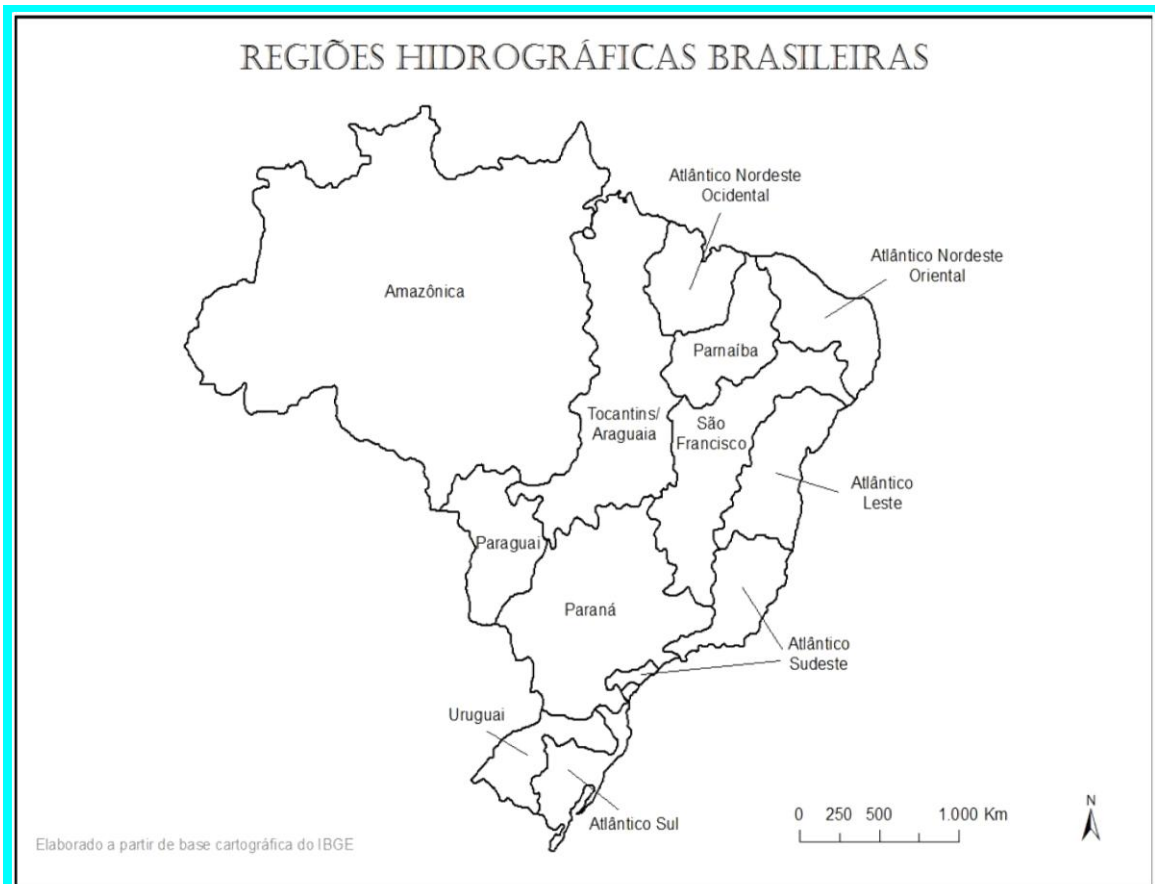 REGIÕES HIDROGRÁFICAS BRASILEIRAS
Atlântico Nordeste
Ocidental
Atlântico Nordeste
Oriental
Amazônica
Parnaíba
Tocantins/
Araguaia
São
Francisco
Atlântico
Leste
Paraguai
Paraná
Atlântico
Sudeste
Uruguai
Atlântico Sul
0 250 500 1.000 Km
N
Elaborado a partir de base cartográfica do IBGE